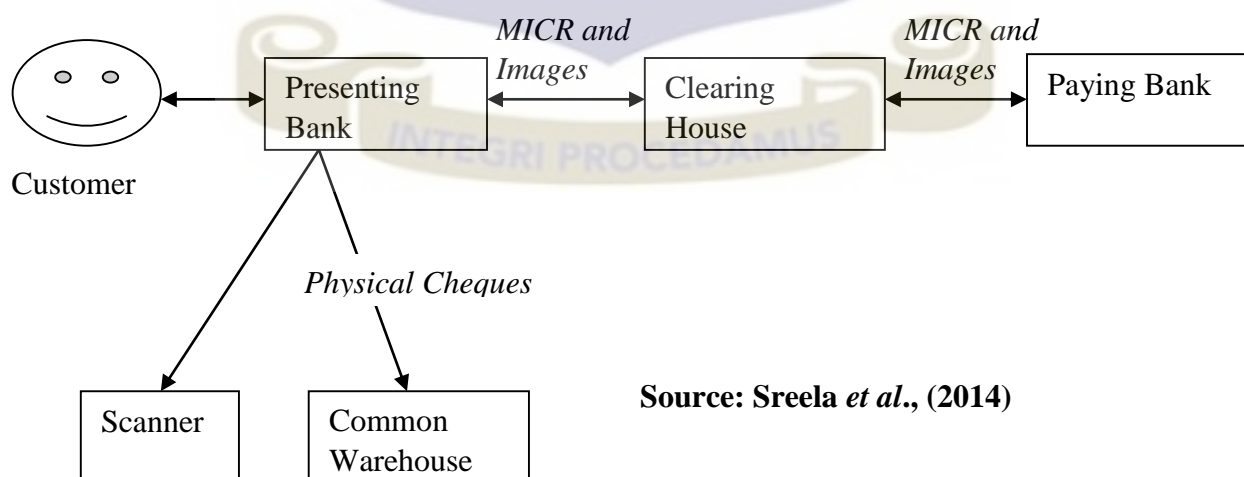 MICR and
Images
MICR and
Images
Presenting
Bank
Clearing
House
Paying Bank
INTEGRI PROCEDAMUS
Customer
Physical Cheques
Scanner
Common
Warehouse
Source: Sreela et al., (2014)